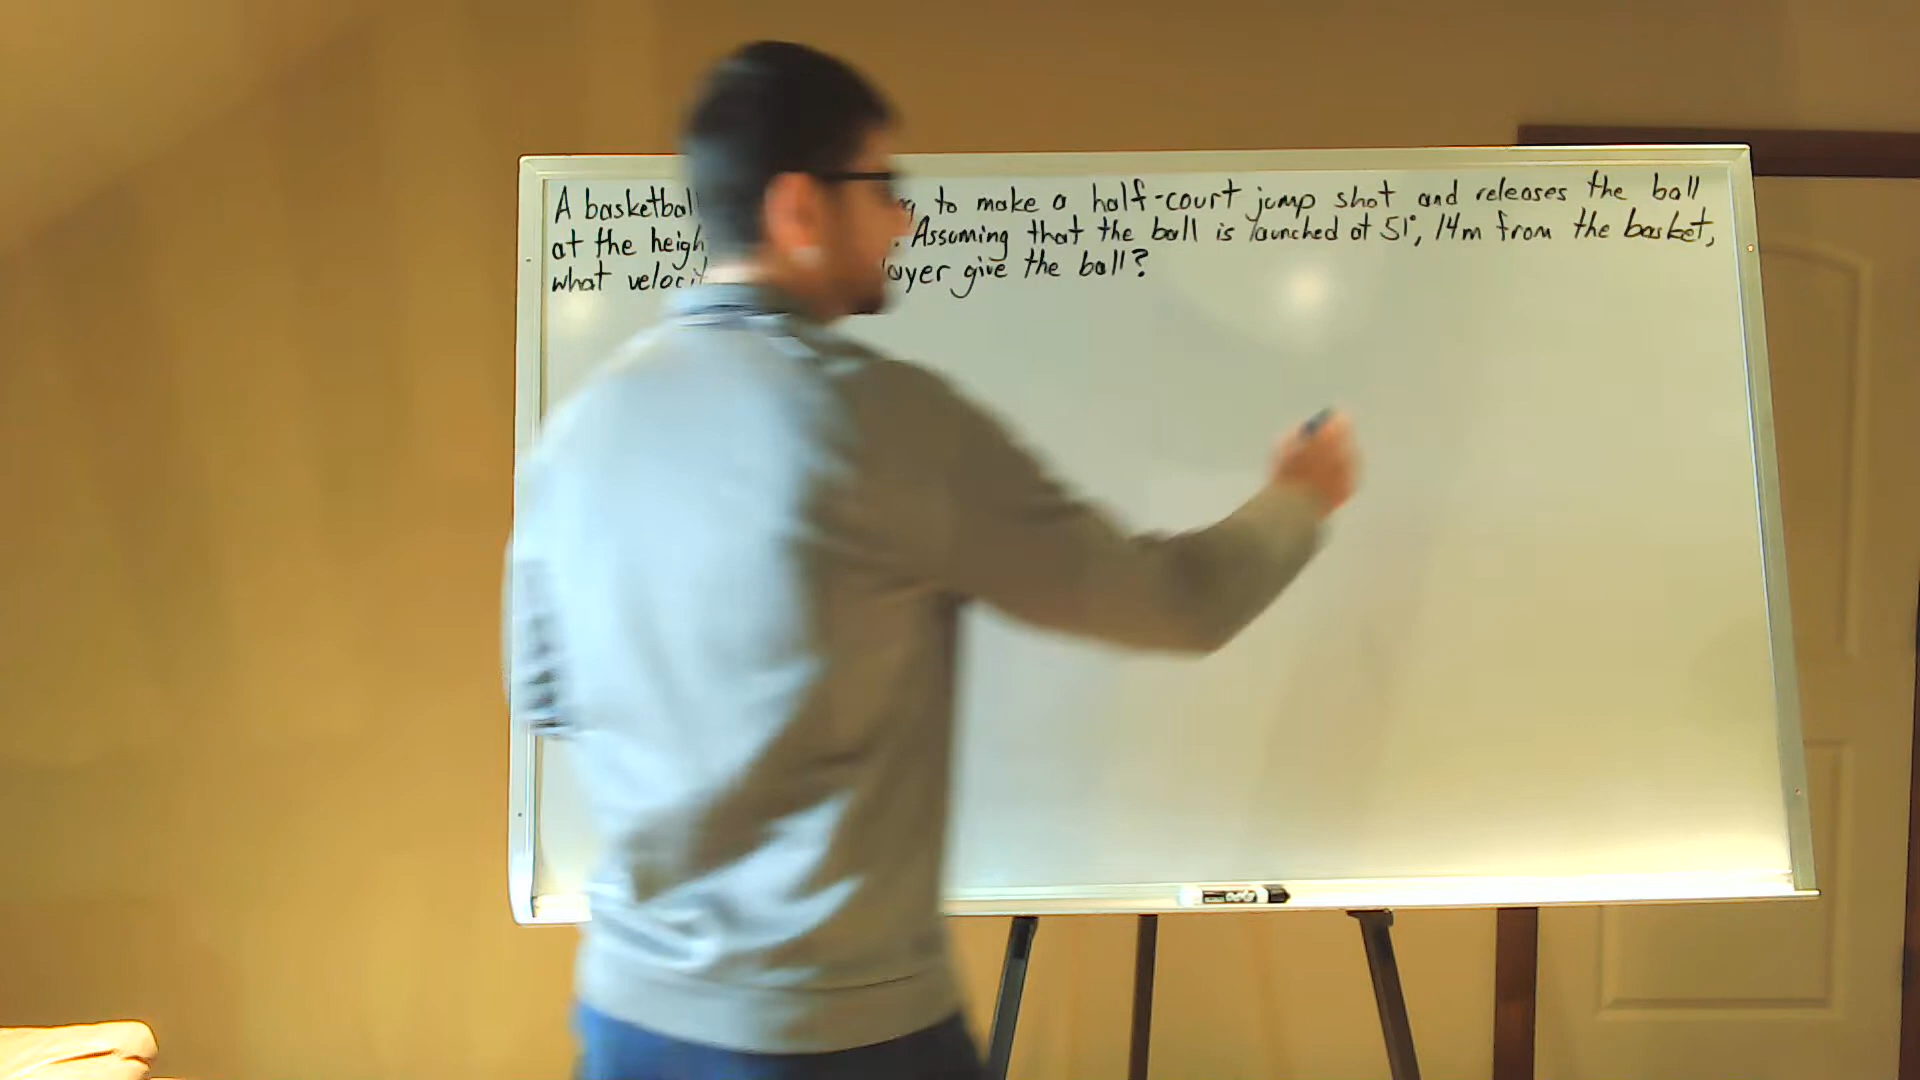 A basketbal to make a half-court jump shot and releases the ball
at the heigh . Assuming that the ball is launched at 51°, 14m from the basket,
what veloci ayer give the ball?